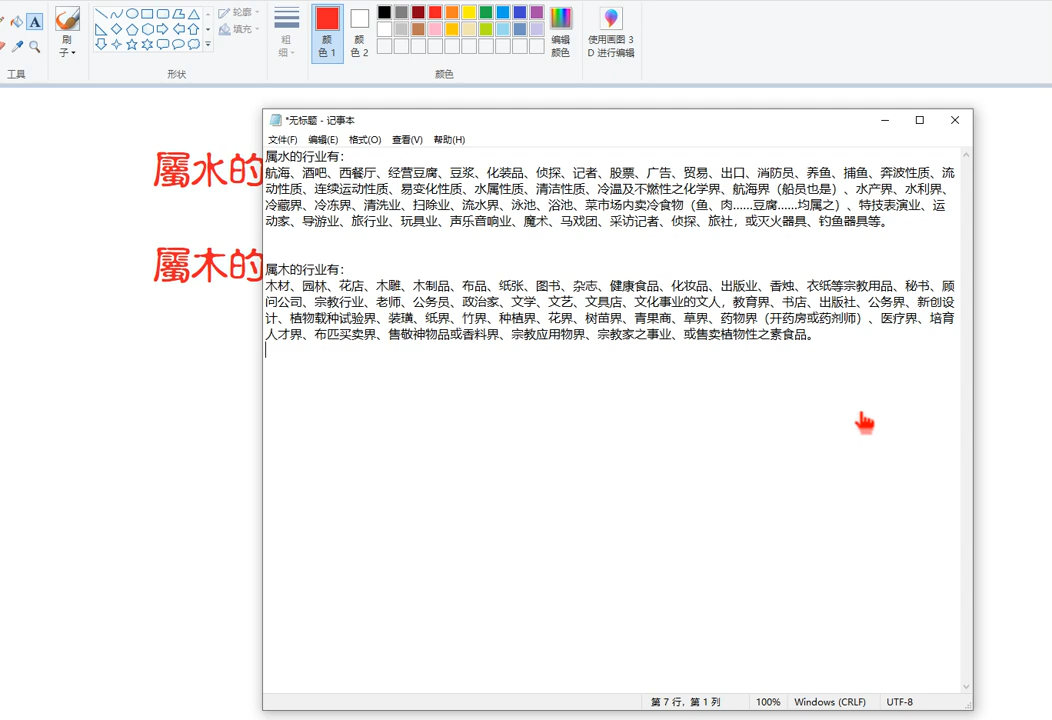 A
刷
子
工具
轮廓
填充
形状
粗
细
颜
色 1
颜
色 2
编辑
颜色
使用画图 3
D 进行编辑
颜色
屬水的
屬木的
*无标题 - 记事本
文件(F) 编辑(E) 格式(O) 查看(V) 帮助(H)
属水的行业有：
航海、酒吧、西餐厅、经营豆腐、豆浆、化装品、侦探、记者、股票、广告、贸易、出口、消防员、养鱼、捕鱼、奔波性质、流
动性质、连续运动性质、易变化性质、水属性质、清洁性质、冷温及不燃性之化学界、航海界（船员也是）、水产界、水利界、
冷藏界、冷冻界、清洗业、扫除业、流水界、泳池、浴池、菜市场内卖冷食物（鱼、肉......豆腐......均属之）、特技表演业、运
动家、导游业、旅行业、玩具业、声乐音响业、魔术、马戏团、采访记者、侦探、旅社，或灭火器具、钓鱼器具等。
属木的行业有：
木材、园林、花店、木雕、木制品、布品、纸张、图书、杂志、健康食品、化妆品、出版业、香烛、衣纸等宗教用品、秘书、顾
问公司、宗教行业、老师、公务员、政治家、文学、文艺、文具店、文化事业的文人，教育界、书店、出版社、公务界、新创设
计、植物载种试验界、装璜、纸界、竹界、种植界、花界、树苗界、青果商、草界、药物界（开药房或药剂师）、医疗界、培育
人才界、布匹买卖界、售敬神物品或香料界、宗教应用物界、宗教家之事业、或售卖植物性之素食品。
第 7 行，第 1 列 100% Windows (CRLF) UTF-8